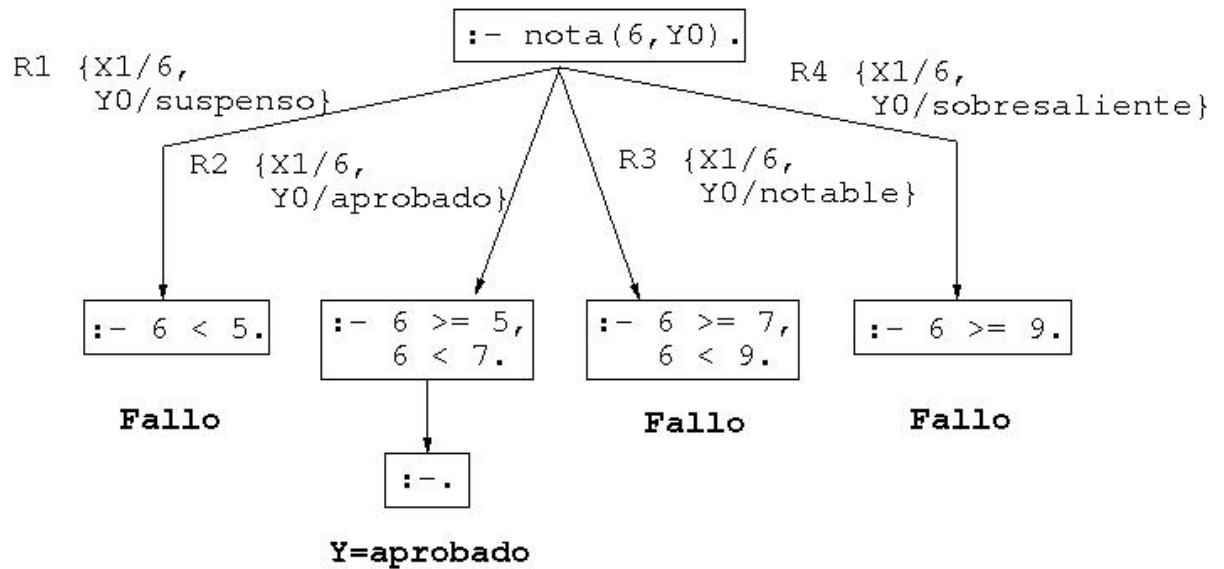 :- nota(6,Y0).
R1 {X1/6,
Y0/suspenso}
R2 {X1/6,
Y0/aprobado}
R3 {X1/6,
Y0/notable}
R4 {X1/6,
Y0/sobresaliente}
:- 6 < 5.
Fallo
:- 6 >= 5,
6 < 7.
:-.
Y=aprobado
:- 6 >= 7,
6 < 9.
Fallo
:- 6 >= 9.
Fallo